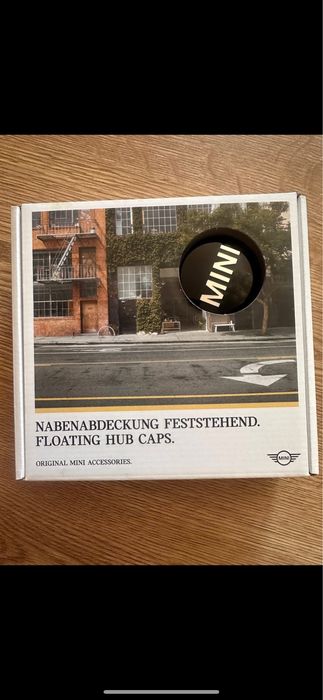 MINI
NABENABDECKUNG FESTSTEHEND.
FLOATING HUB CAPS.
ORIGINAL MINI ACCESSORIES.
MINI